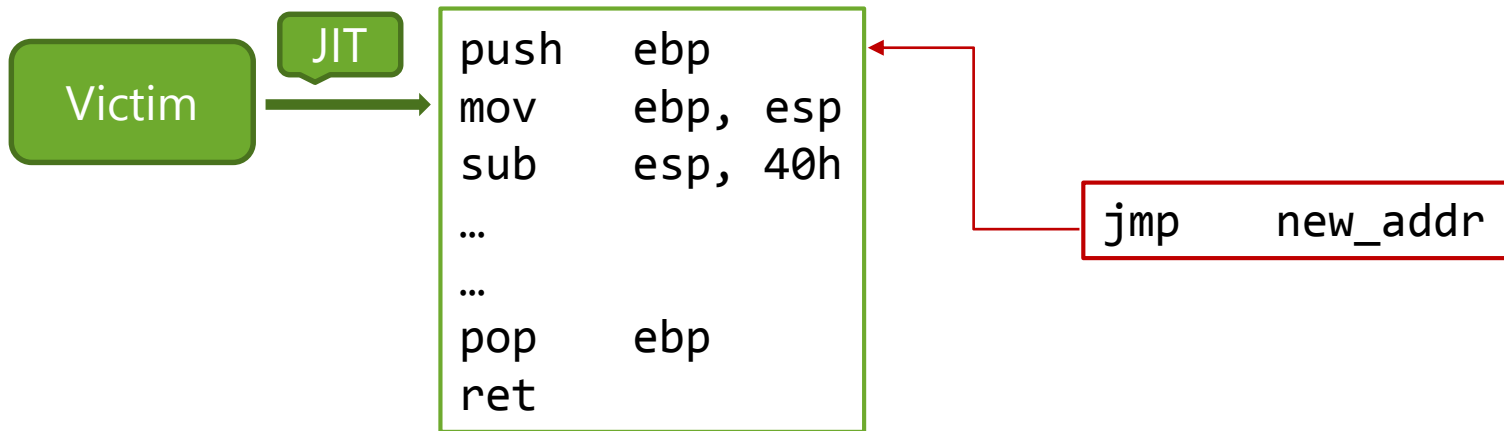 Victim
JIT
push ebp
mov ebp, esp
sub esp, 40h
…
…
pop ebp
ret
jmp new_addr